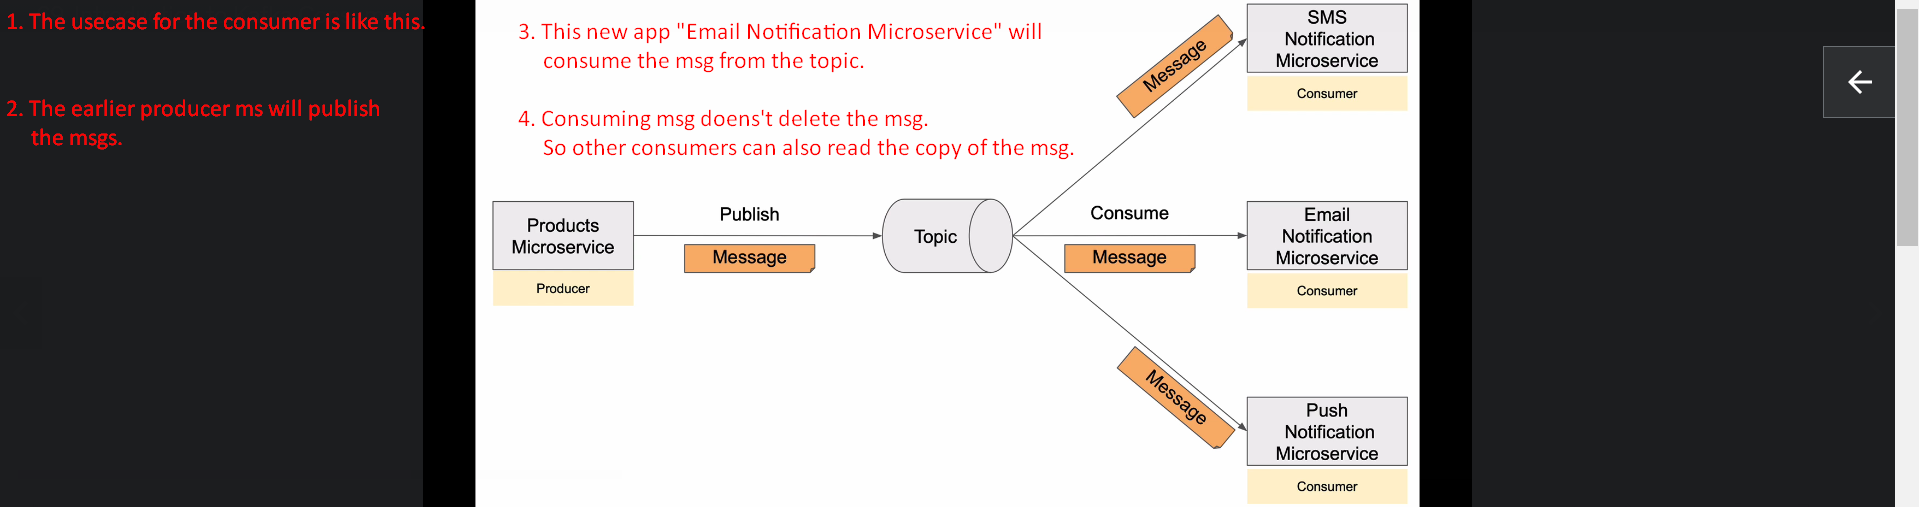 1. The usecase for the consumer is like this.
2. The earlier producer ms will publish
the msgs.
3. This new app "Email Notification Microservice" will
consume the msg from the topic.
4. Consuming msg doens't delete the msg.
So other consumers can also read the copy of the msg.
Products
Microservice
Producer
Publish
Message
Topic
Message
SMS
Notification
Microservice
Consumer
Consume
Message
Email
Notification
Microservice
Consumer
Message
Push
Notification
Microservice
Consumer